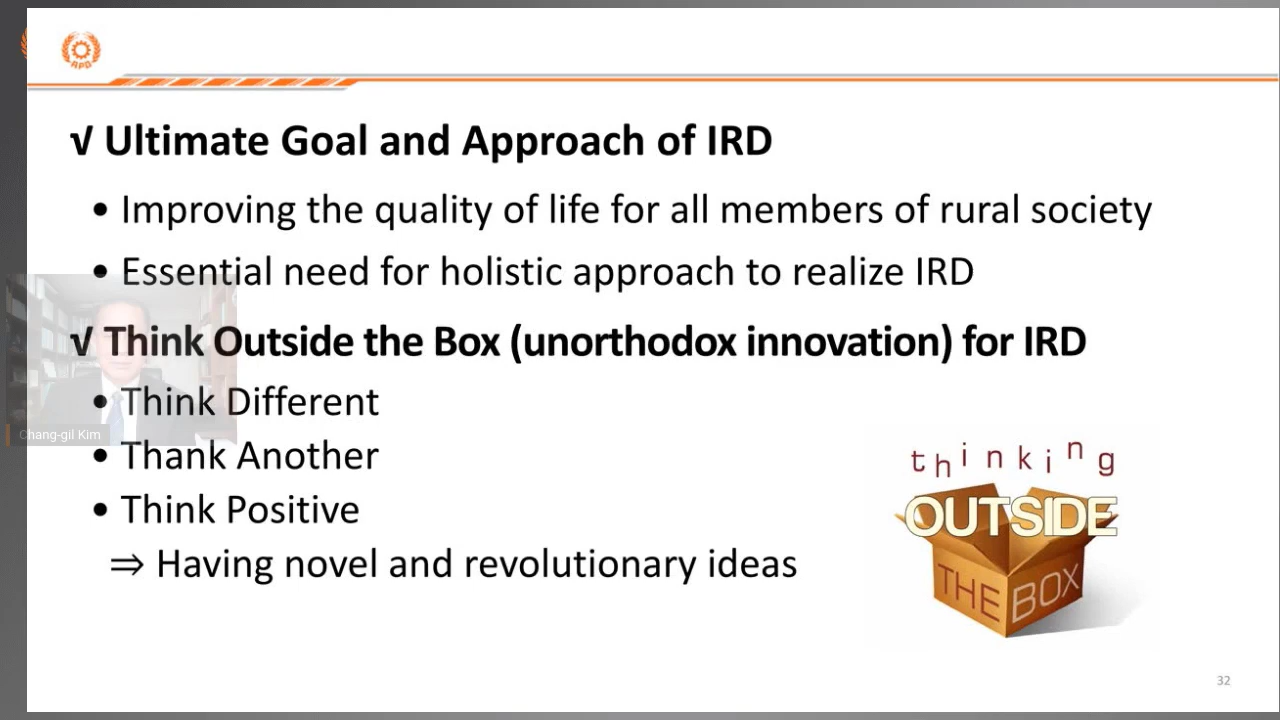 APO
√ Ultimate Goal and Approach of IRD
• Improving the quality of life for all members of rural society
• Essential need for holistic approach to realize IRD
√ Think Outside the Box (unorthodox innovation) for IRD
• Think Different
• Thank Another
• Think Positive
⇒ Having novel and revolutionary ideas
Chang-gil Kim
thinking
OUTSIDE
THE BOX
32